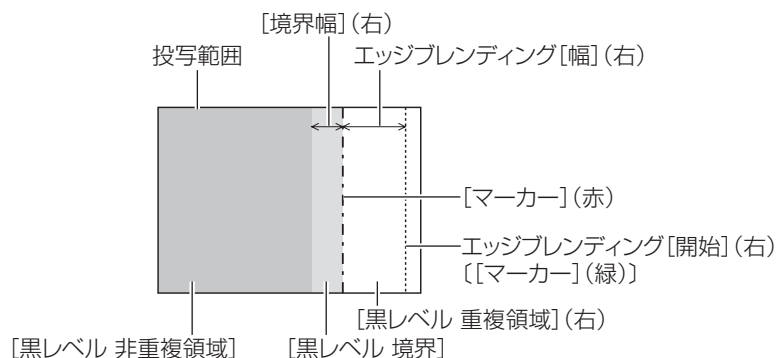 [境界幅](右)
投写範囲
エッジブレンディング[幅](右)
[マーカー](赤)
エッジブレンディング[開始](右)
〔[マーカー](緑)〕
[黒レベル 重複領域](右)
[黒レベル 非重複領域]
[黒レベル 境界]